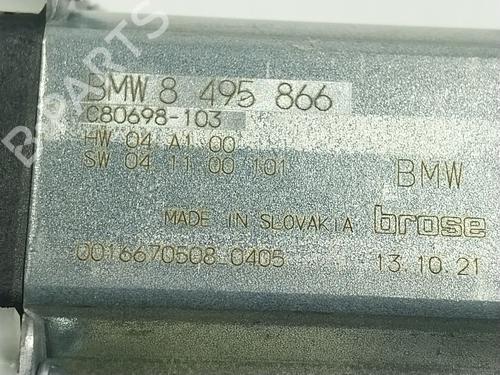 B-PARTS
BMW 8 495 866
C80698-103
HW 04 A1 00
SW 04 11 00 101
BMW
MADE IN SLOVAKIA brose
0016670508 0405 13.10.21